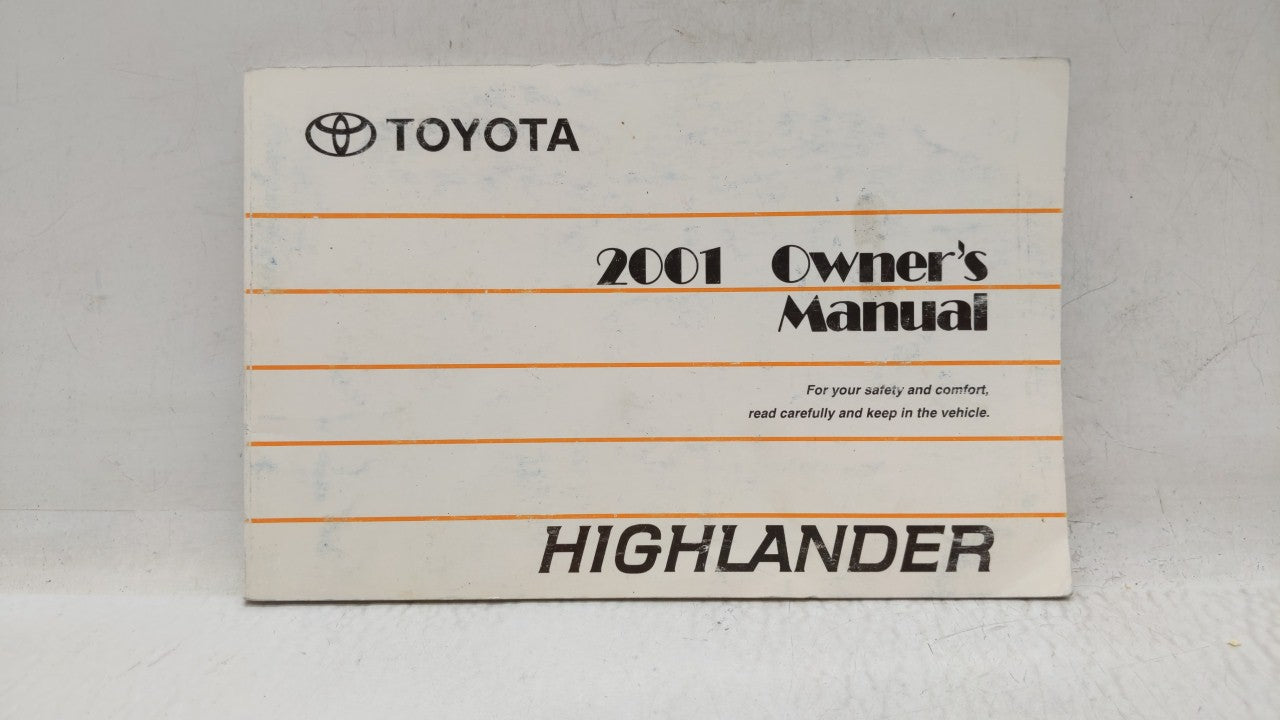 TOYOTA
2001 Owner's
Manual
For your safety and comfort,
read carefully and keep in the vehicle.
HIGHLANDER